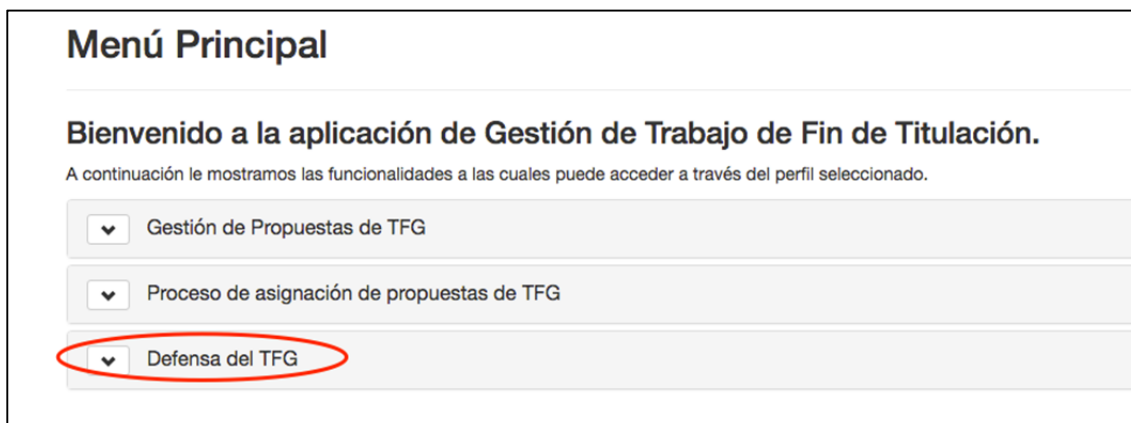 Menú Principal
Bienvenido a la aplicación de Gestión de Trabajo de Fin de Titulación.
A continuación le mostramos las funcionalidades a las cuales puede acceder a través del perfil seleccionado.
Gestión de Propuestas de TFG
Proceso de asignación de propuestas de TFG
Defensa del TFG